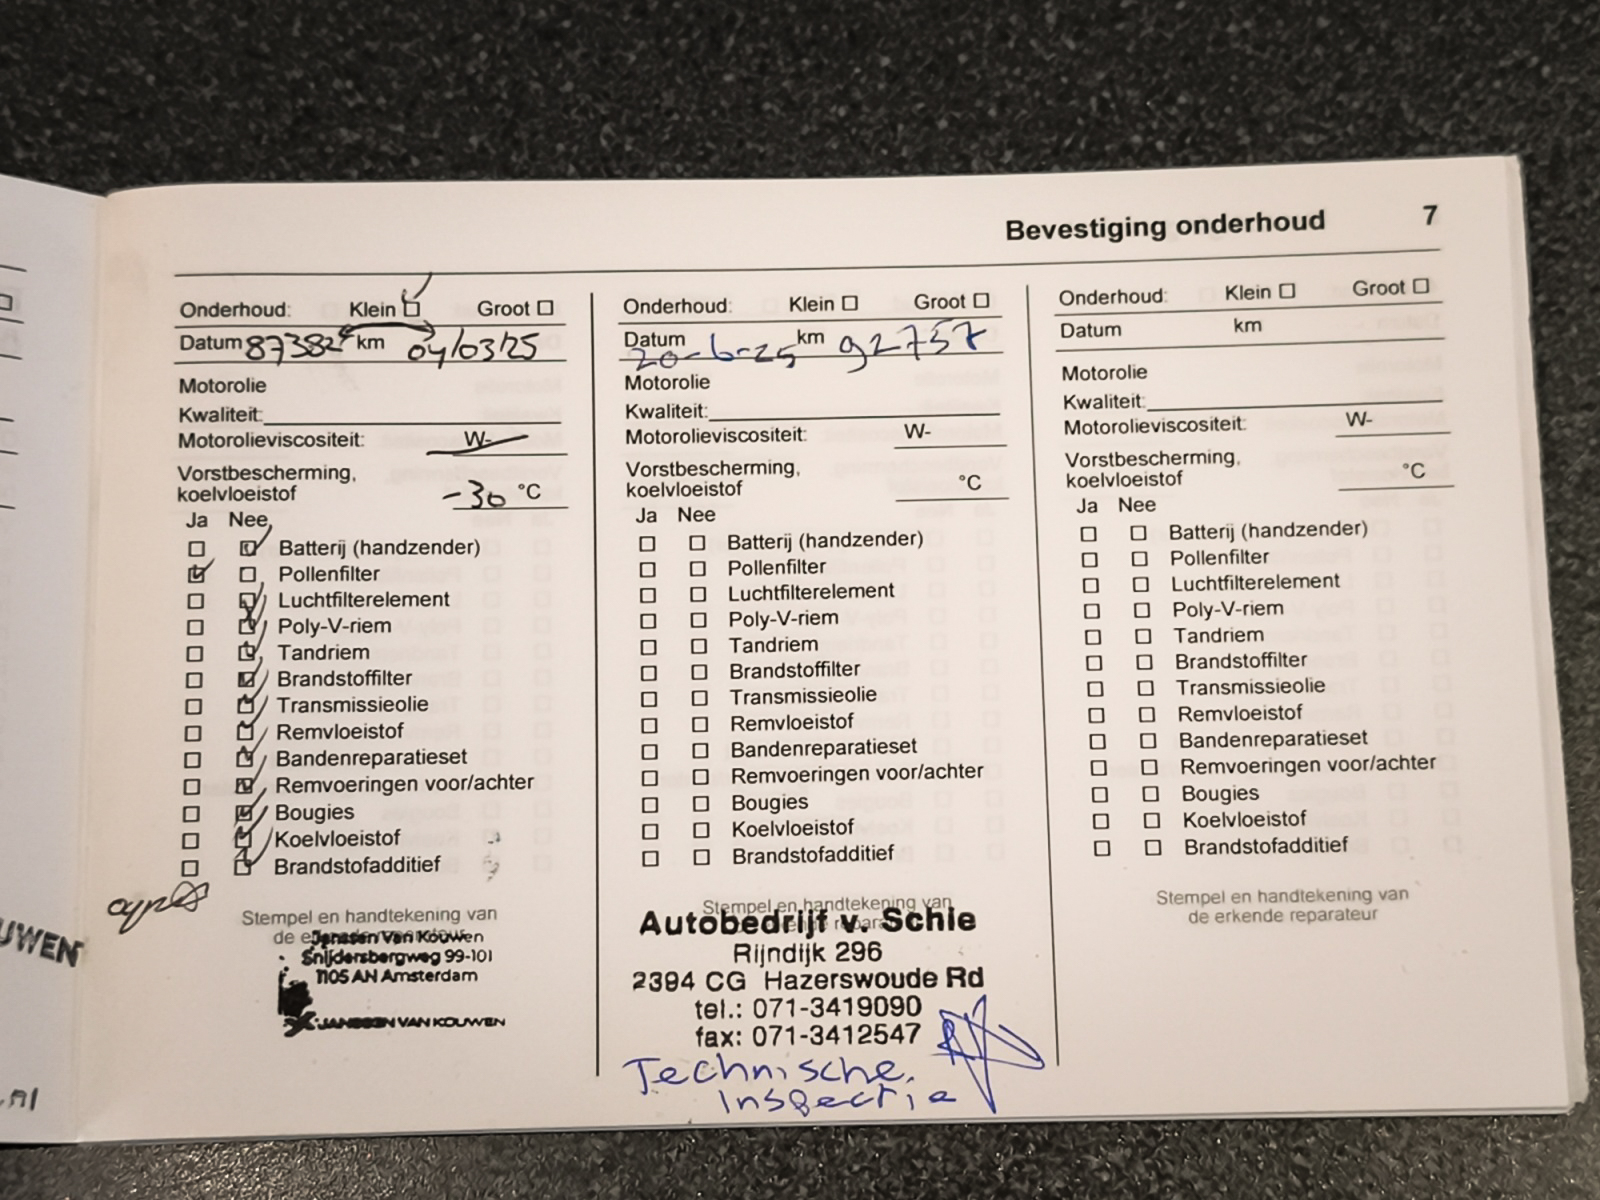 Bevestiging onderhoud 7
Onderhoud: Klein Groot
Datum 87382 km 04/03/25
Motorolie
Kwaliteit:
Motorolieviscositeit: W-
Vorstbescherming,
koelvloeistof -30 °C
Ja Nee
Batterij (handzender)
Pollenfilter
Luchtfilterelement
Poly-V-riem
Tandriem
Brandstoffilter
Transmissieolie
Remvloeistof
Bandenreparatieset
Remvoeringen voor/achter
Bougies
Koelvloeistof
Brandstofadditief
Stempel en handtekening van
de
Janssen Van Kouwen
Snijdersbergweg 99-101
1105 AN Amsterdam
JANSSEN VAN KOUWEN
Onderhoud: Klein Groot
Datum 20-6-25 km 92757
Motorolie
Kwaliteit:
Motorolieviscositeit: W-
Vorstbescherming,
koelvloeistof °C
Ja Nee
Batterij (handzender)
Pollenfilter
Luchtfilterelement
Poly-V-riem
Tandriem
Brandstoffilter
Transmissieolie
Remvloeistof
Bandenreparatieset
Remvoeringen voor/achter
Bougies
Koelvloeistof
Brandstofadditief
Stempel en handtekening van
Autobedrijf v. Schie
Rijndijk 296
2394 CG Hazerswoude Rd
tel.: 071-3419090
fax: 071-3412547
Technische
Inspectie
Onderhoud: Klein Groot
Datum km
Motorolie
Kwaliteit:
Motorolieviscositeit: W-
Vorstbescherming,
koelvloeistof °C
Ja Nee
Batterij (handzender)
Pollenfilter
Luchtfilterelement
Poly-V-riem
Tandriem
Brandstoffilter
Transmissieolie
Remvloeistof
Bandenreparatieset
Remvoeringen voor/achter
Bougies
Koelvloeistof
Brandstofadditief
Stempel en handtekening van
de erkende reparateur